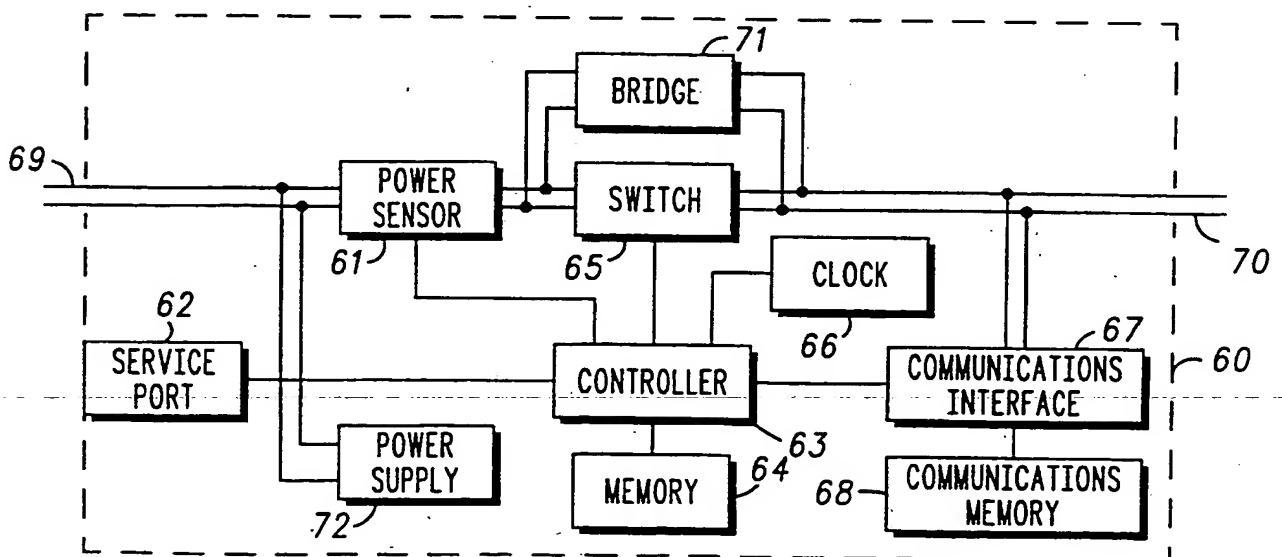 71
BRIDGE
69
POWER
SENSOR
61
SWITCH
65
70
CLOCK
66
62
SERVICE
PORT
CONTROLLER
63
67
COMMUNICATIONS
INTERFACE
60
POWER
SUPPLY
72
MEMORY
64
68
COMMUNICATIONS
MEMORY